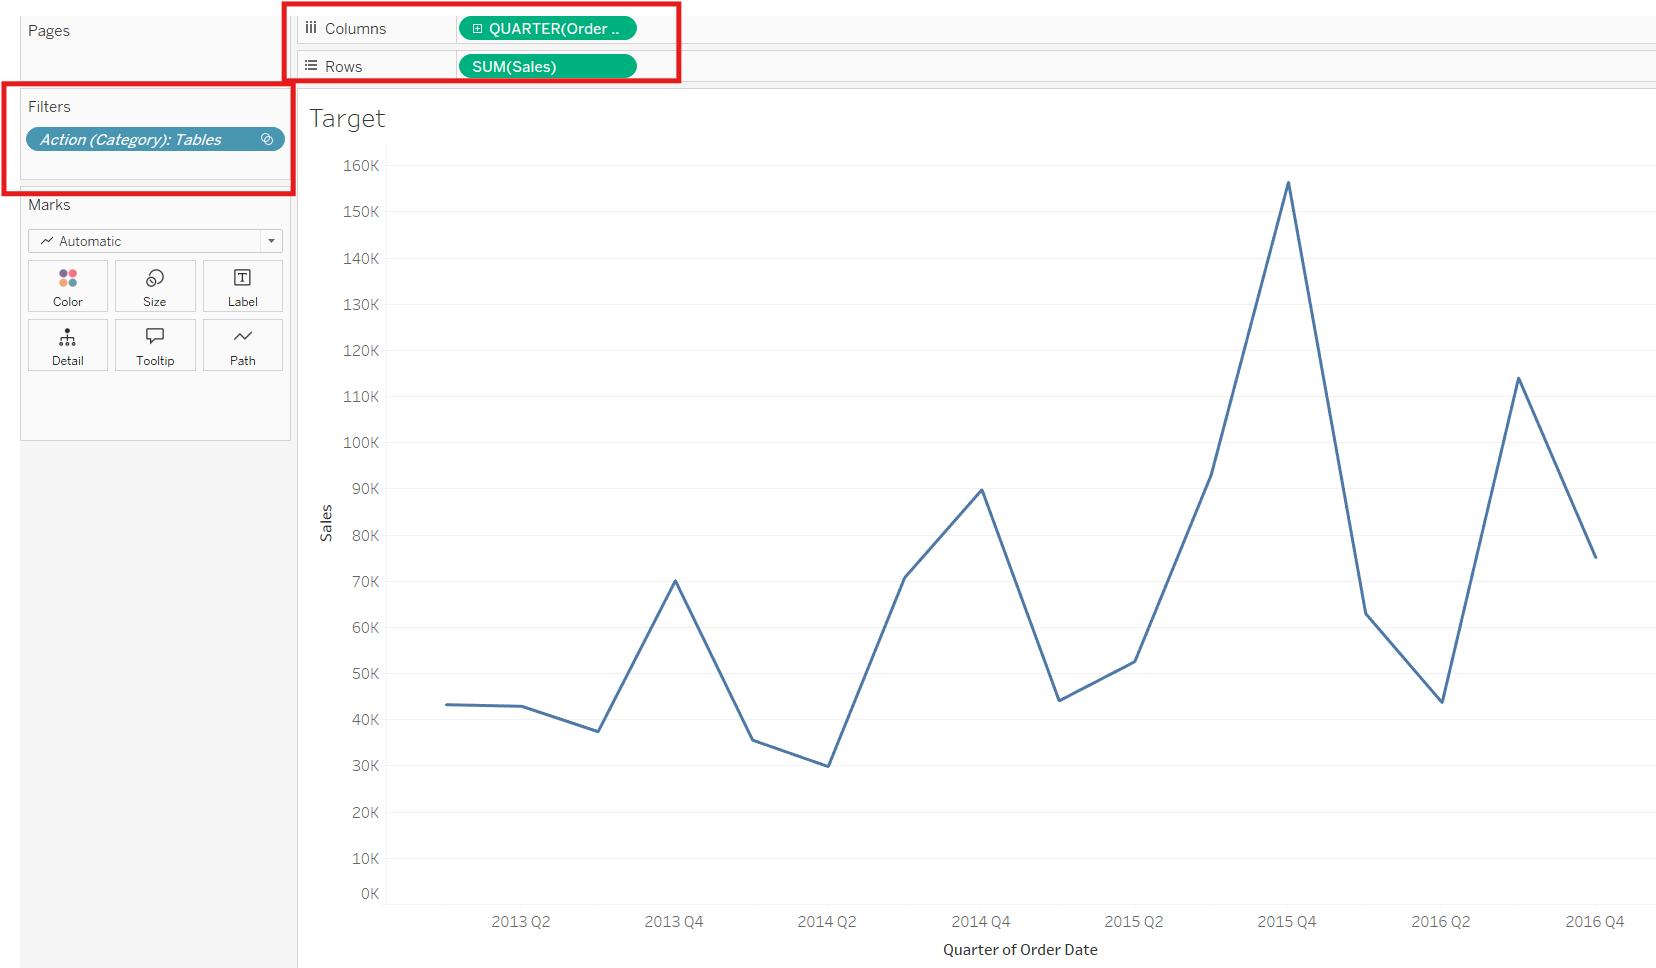 Pages
Columns
QUARTER(Order ..
Rows
SUM(Sales)
Filters
Action (Category): Tables
Marks
Automatic
Color
Size
Label
Detail
Tooltip
Path
Target
160K
150K
140K
130K
120K
110K
100K
90K
80K
70K
60K
50K
40K
30K
20K
10K
0K
Sales
2013 Q2
2013 Q4
2014 Q2
2014 Q4
2015 Q2
2015 Q4
2016 Q2
2016 Q4
Quarter of Order Date